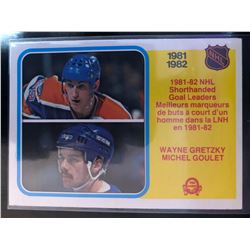 1981
1982
NHL
1981-82 NHL
Shorthanded
Goal Leaders
Meilleurs marqueurs
de buts à court d'un
homme dans la LNH
en 1981-82
WAYNE GRETZKY
MICHEL GOULET